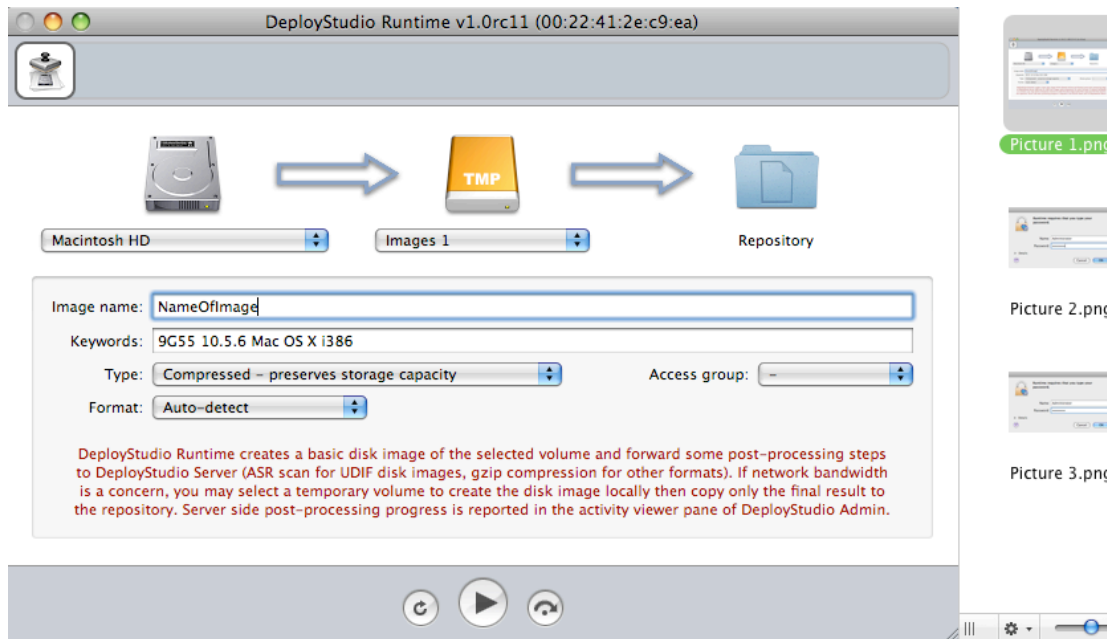 DeployStudio Runtime v1.0rc11 (00:22:41:2e:c9:ea)
TMP
Macintosh HD
Images 1
Repository
Image name: NameOfImage
Keywords: 9G55 10.5.6 Mac OS X i386
Type: Compressed – preserves storage capacity Access group: –
Format: Auto-detect
DeployStudio Runtime creates a basic disk image of the selected volume and forward some post-processing steps
to DeployStudio Server (ASR scan for UDIF disk images, gzip compression for other formats). If network bandwidth
is a concern, you may select a temporary volume to create the disk image locally then copy only the final result to
the repository. Server side post-processing progress is reported in the activity viewer pane of DeployStudio Admin.
Picture 1.png
Picture 2.png
Picture 3.png